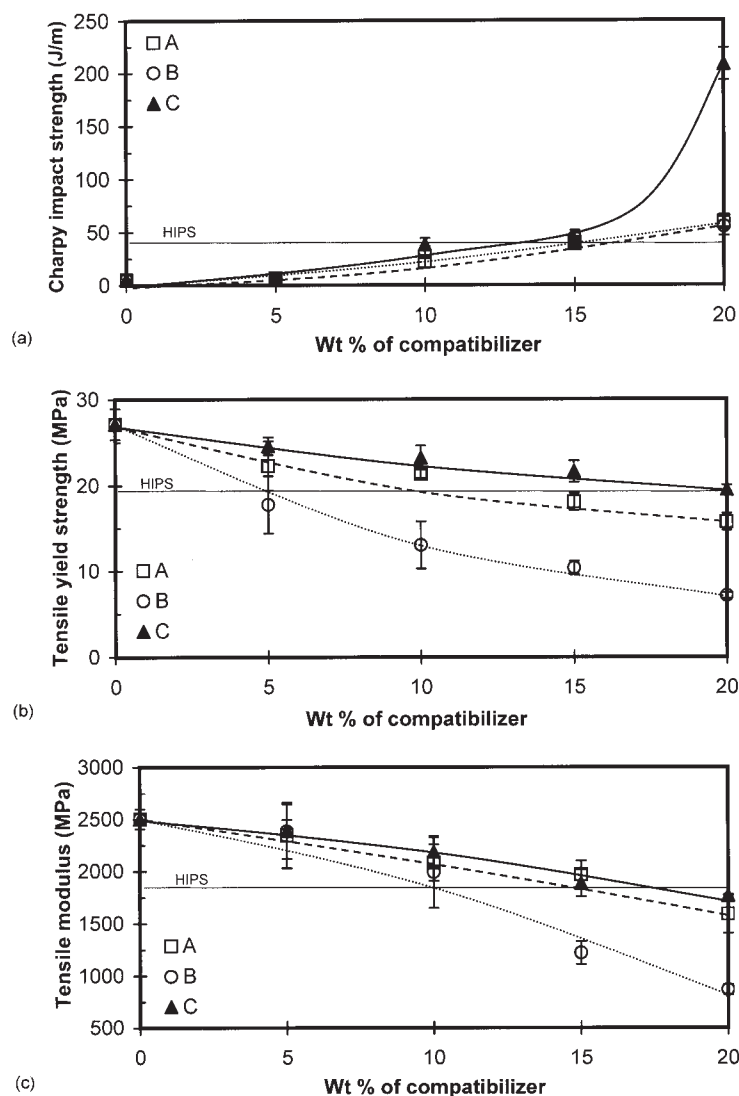 250
200
150
100
50
0
Charpy impact strength (J/m)
A
B
C
HIPS
0 5 10 15 20
Wt % of compatibilizer
(a)
30
20
10
0
Tensile yield strength (MPa)
HIPS
A
B
C
0 5 10 15 20
Wt % of compatibilizer
(b)
3000
2500
2000
1500
1000
500
Tensile modulus (MPa)
HIPS
A
B
C
0 5 10 15 20
Wt % of compatibilizer
(c)